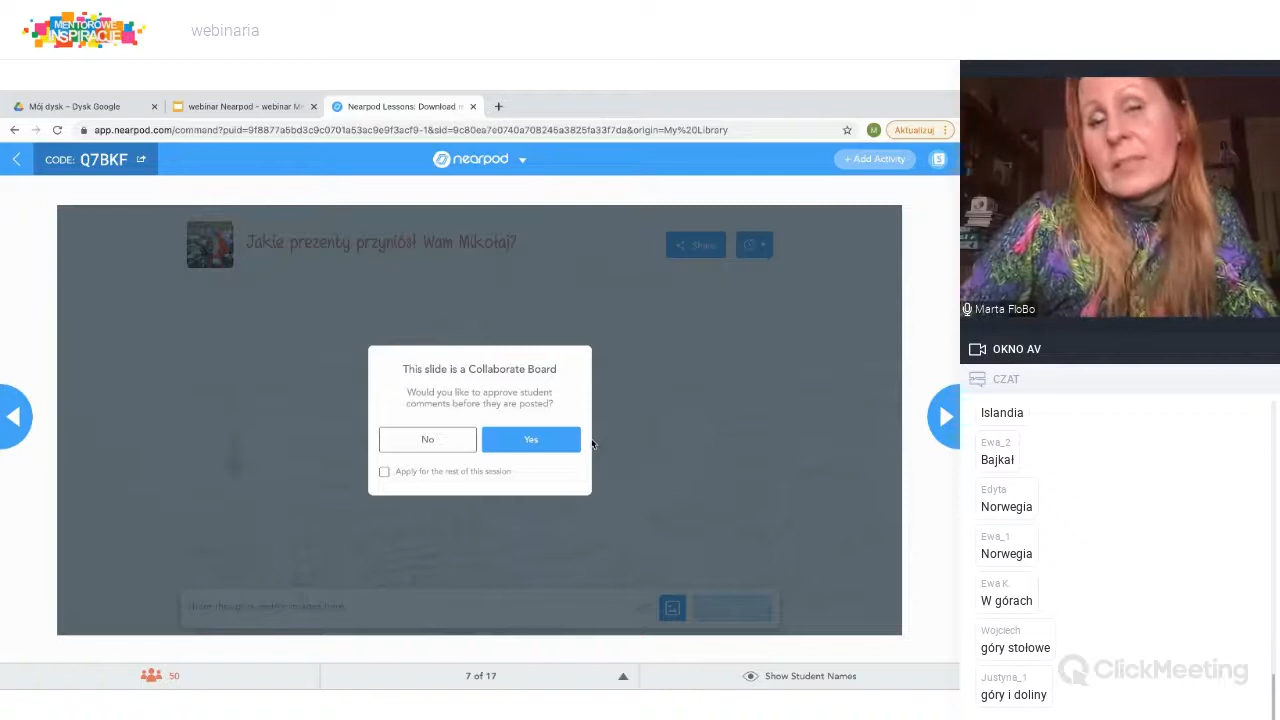 MENTOROWE
INSPIRACJE
webinaria
Mój dysk – Dysk Google
webinar Nearpod - webinar Me
Nearpod Lessons: Download r
app.nearpod.com/command?puid=9f8877a5bd3c9c0701a53ac9e9f3acf9-1&sid=9c80ea7e0740a708245a3825fa33f7da&origin=My%20Library
M
Aktualizuj
CODE: Q7BKF
nearpod
+ Add Activity
S
Jakie prezenty przyniósł Wam Mikołaj?
Share
This slide is a Collaborate Board
Would you like to approve student
comments before they are posted?
No
Yes
Apply for the rest of this session
50
7 of 17
Show Student Names
Marta FloBo
OKNO AV
CZAT
Islandia
Ewa_2
Bajkał
Edyta
Norwegia
Ewa_1
Norwegia
Ewa K.
W górach
Wojciech
góry stołowe
Justyna_1
góry i doliny
ClickMeeting